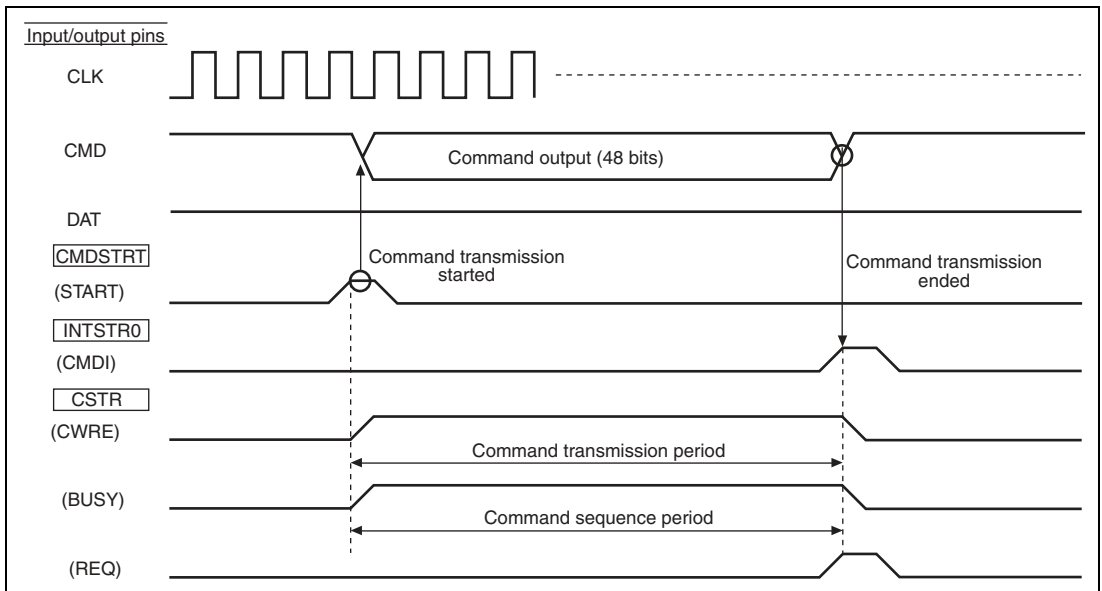 Input/output pins
CLK
CMD
Command output (48 bits)
DAT
CMDSTRT
(START)
Command transmission
started
Command transmission
ended
INTSTR0
(CMDI)
CSTR
(CWRE)
Command transmission period
(BUSY)
Command sequence period
(REQ)